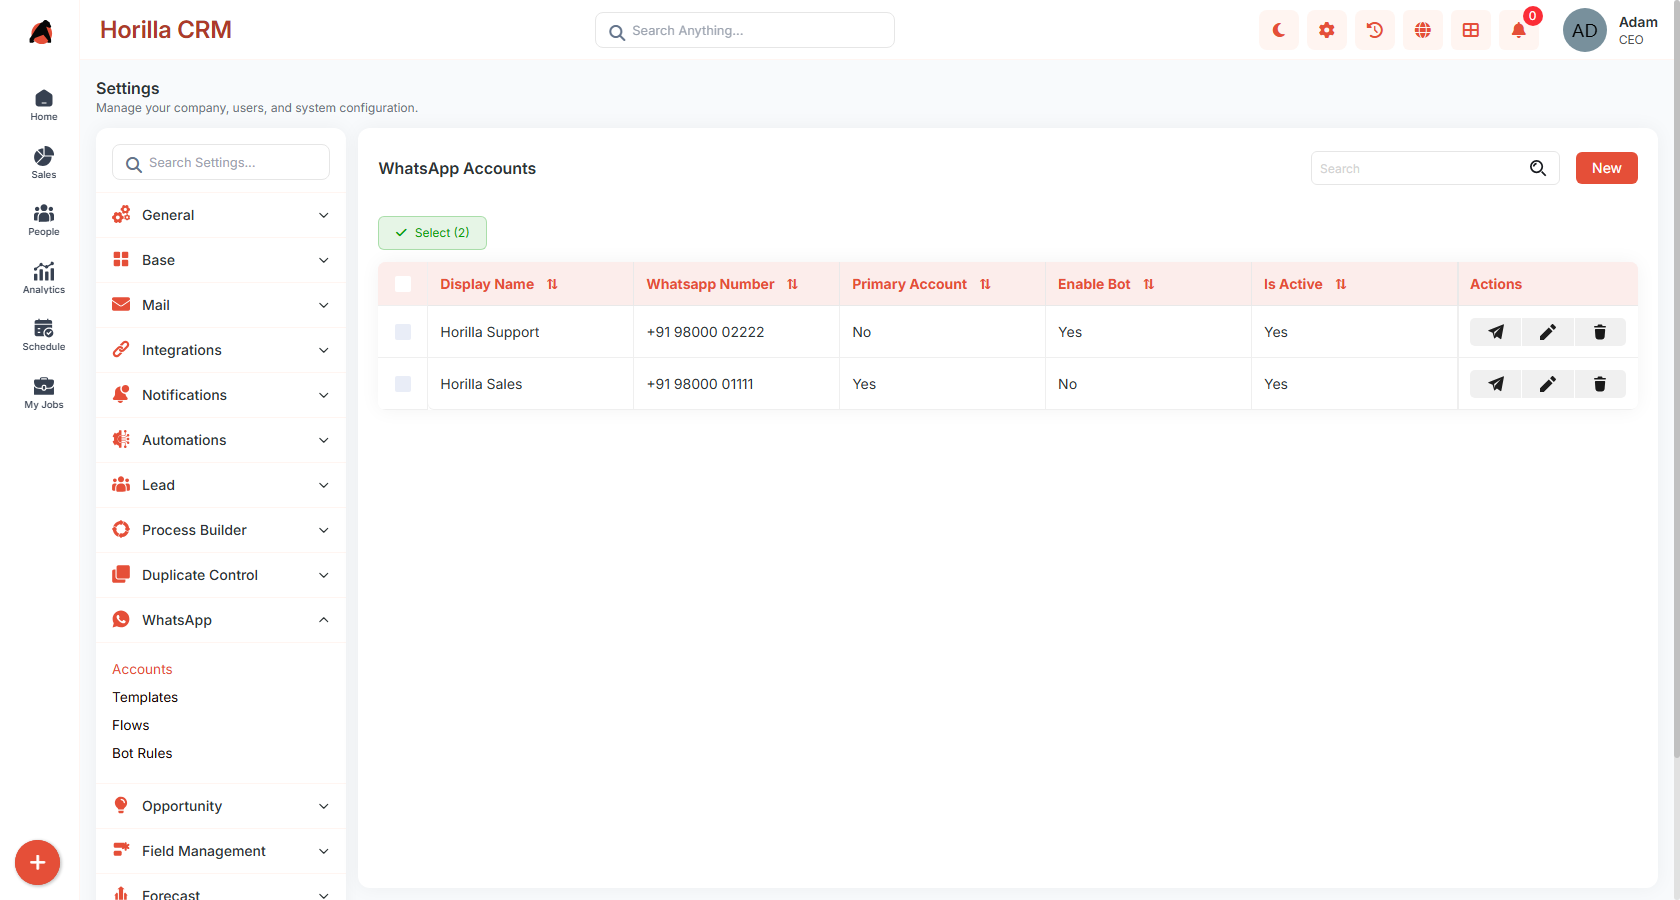 Horilla CRM
Search Anything...
0
AD
Adam
CEO
Home
Sales
People
Analytics
Schedule
My Jobs
Settings
Manage your company, users, and system configuration.
Search Settings...
General
Base
Mail
Integrations
Notifications
Automations
Lead
Process Builder
Duplicate Control
WhatsApp
Accounts
Templates
Flows
Bot Rules
Opportunity
Field Management
Forecast
WhatsApp Accounts
Search
New
Select (2)
Display Name Whatsapp Number Primary Account Enable Bot Is Active Actions
Horilla Support +91 98000 02222 No Yes Yes
Horilla Sales +91 98000 01111 Yes No Yes